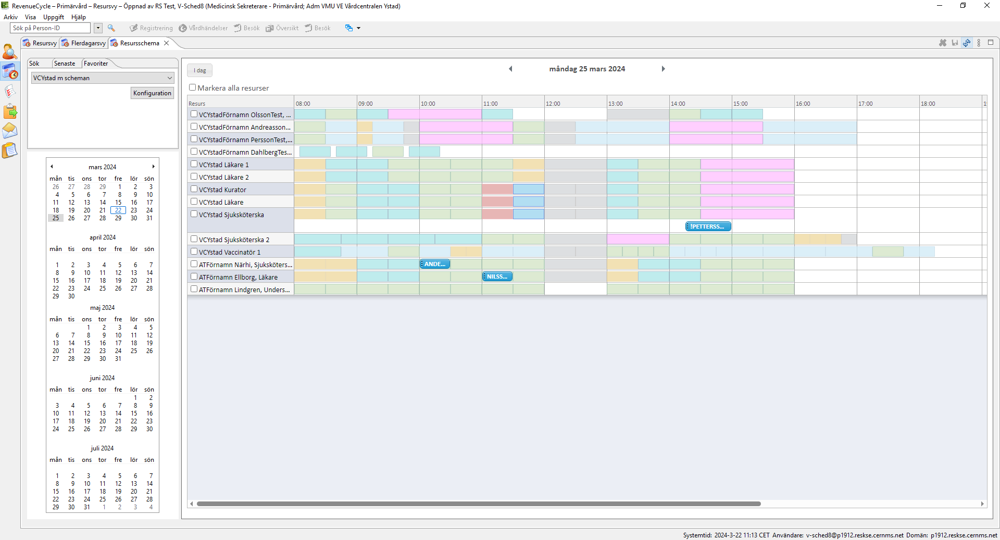 RevenueCycle – Primärvård – Resursvy – Öppnad av RS Test, V-Sched8 (Medicinsk Sekreterare - Primärvård; Adm VMU VE Vårdcentralen Ystad)
Arkiv Visa Uppgift Hjälp
Sök på Person-ID Registrering Vårdhändelser Besök Översikt Besök
Resursvy Flerdagarsvy Resursschema
Sök Senaste Favoriter
VCYstad m scheman
Konfiguration
mars 2024
mån tis ons tor fre lör sön
26 27 28 29 1 2 3
4 5 6 7 8 9 10
11 12 13 14 15 16 17
18 19 20 21 22 23 24
25 26 27 28 29 30 31
april 2024
mån tis ons tor fre lör sön
1 2 3 4 5 6 7
8 9 10 11 12 13 14
15 16 17 18 19 20 21
22 23 24 25 26 27 28
29 30
maj 2024
mån tis ons tor fre lör sön
1 2 3 4 5
6 7 8 9 10 11 12
13 14 15 16 17 18 19
20 21 22 23 24 25 26
27 28 29 30 31
juni 2024
mån tis ons tor fre lör sön
1 2
3 4 5 6 7 8 9
10 11 12 13 14 15 16
17 18 19 20 21 22 23
24 25 26 27 28 29 30
juli 2024
mån tis ons tor fre lör sön
1 2 3 4 5 6 7
8 9 10 11 12 13 14
15 16 17 18 19 20 21
22 23 24 25 26 27 28
29 30 31 1 2 3 4
I dag
måndag 25 mars 2024
Markera alla resurser
Resurs 08:00 09:00 10:00 11:00 12:00 13:00 14:00 15:00 16:00 17:00 18:00
VCYstadFörnamn OlssonTest, ...
VCYstadFörnamn Andreasson...
VCYstadFörnamn PerssonTest,...
VCYstadFörnamn DahlbergTes...
VCYstad Läkare 1
VCYstad Läkare 2
VCYstad Kurator
VCYstad Läkare
VCYstad Sjuksköterska
!PETTERSS...
VCYstad Sjuksköterska 2
VCYstad Vaccinatör 1
ATFörnamn Närhi, Sjuksköters... ANDE...
ATFörnamn Ellborg, Läkare NILSS...
ATFörnamn Lindgren, Unders...
Systemtid: 2024-3-22 11:13 CET Användare: v-sched8@p1912.reskse.cernms.net Domän: p1912.reskse.cernms.net